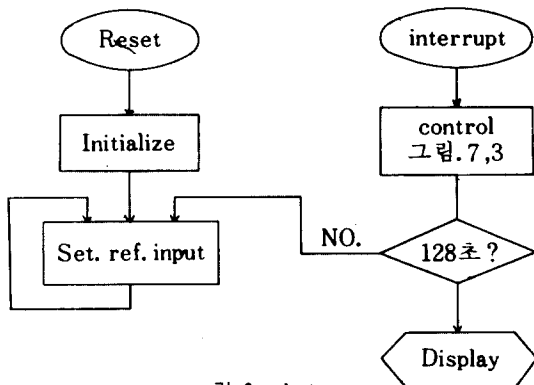 Reset
interrupt
Initialize
control
그림. 7,3
Set. ref. input
NO.
128초 ?
Display